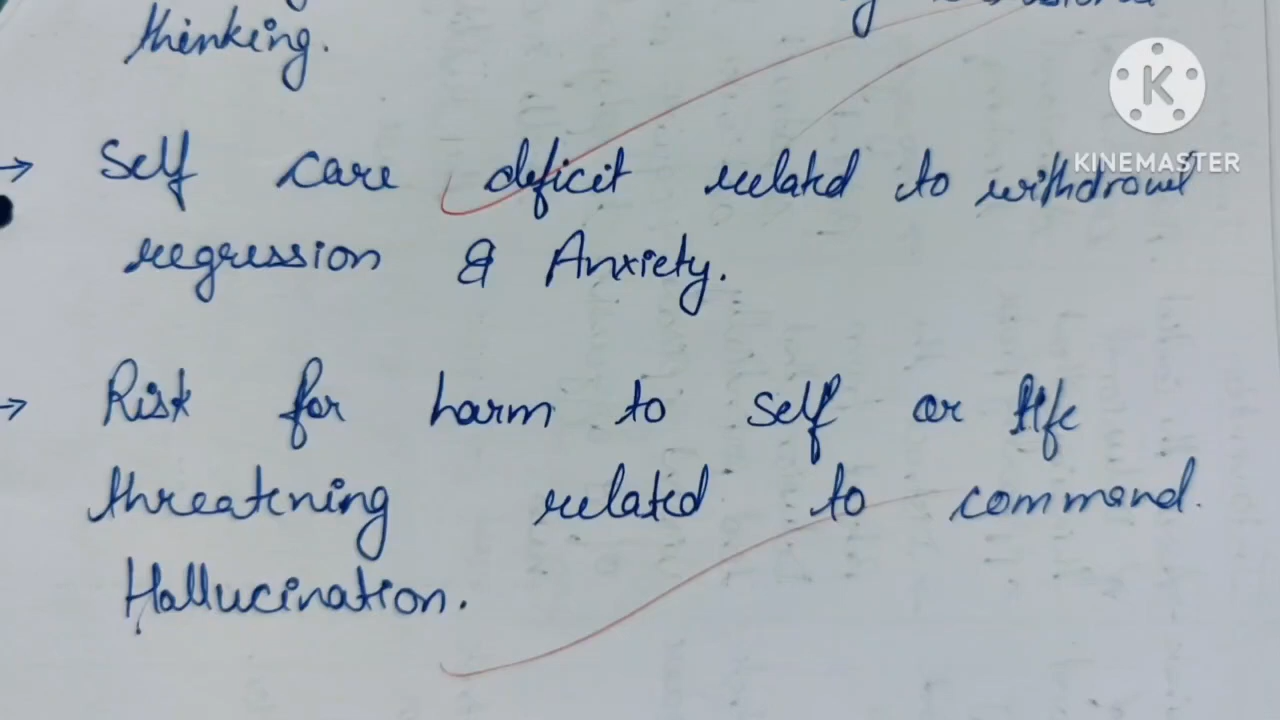 thinking.
KINEMASTER
→ Self care deficit related to withdrawl
regression & Anxiety.
→ Risk for harm to self or life
threatening related to command.
Hallucination.